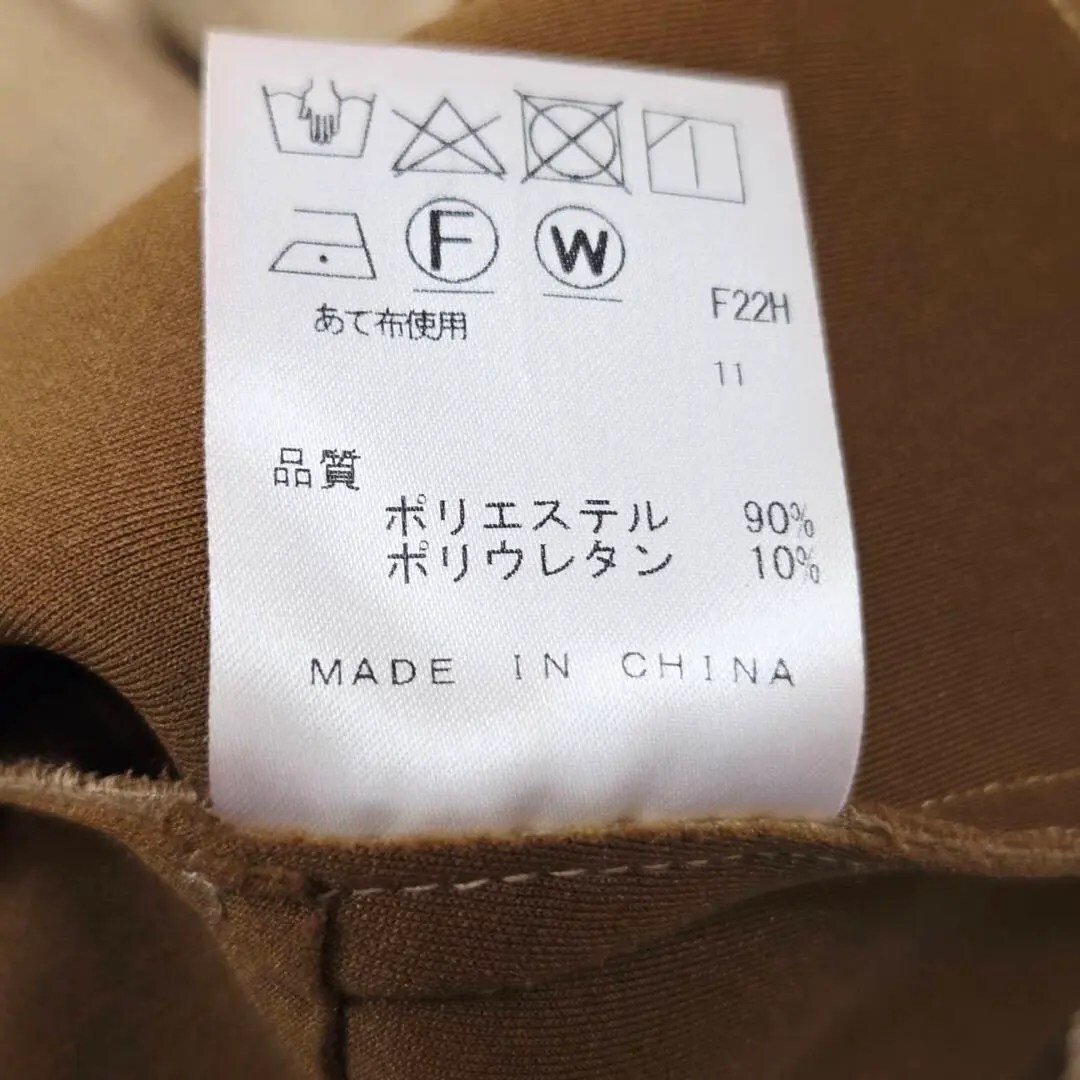 F W
あて布使用
F22H
11
品質
ポリエステル 90%
ポリウレタン 10%
MADE IN CHINA